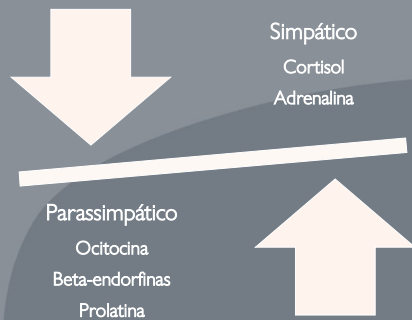 Simpático
Cortisol
Adrenalina
Parassimpático
Ocitocina
Beta-endorfinas
Prolatina